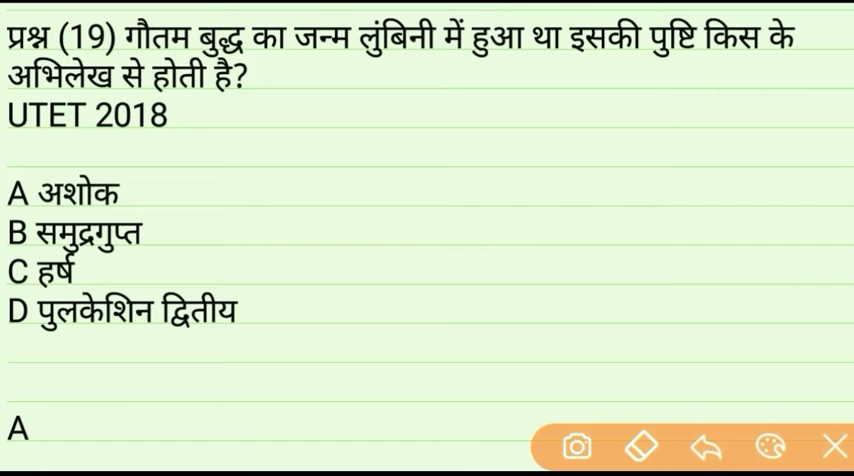 प्रश्न (19) गौतम बुद्ध का जन्म लुंबिनी में हुआ था इसकी पुष्टि किस के
अभिलेख से होती है?
UTET 2018
A अशोक
B समुद्रगुप्त
C हर्ष
D पुलकेशिन द्वितीय
A